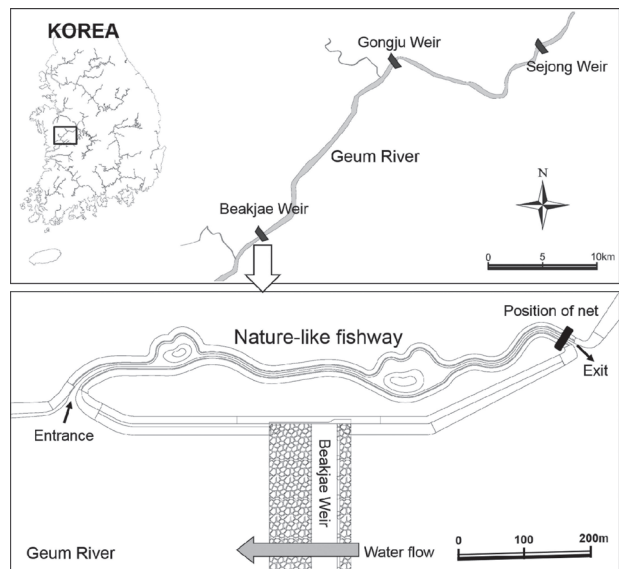 KOREA
Gongju Weir
Sejong Weir
Geum River
Beakjae Weir
N
0 5 10km
Position of net
Nature-like fishway
Exit
Entrance
Beakjae Weir
Geum River
Water flow
0 100 200m